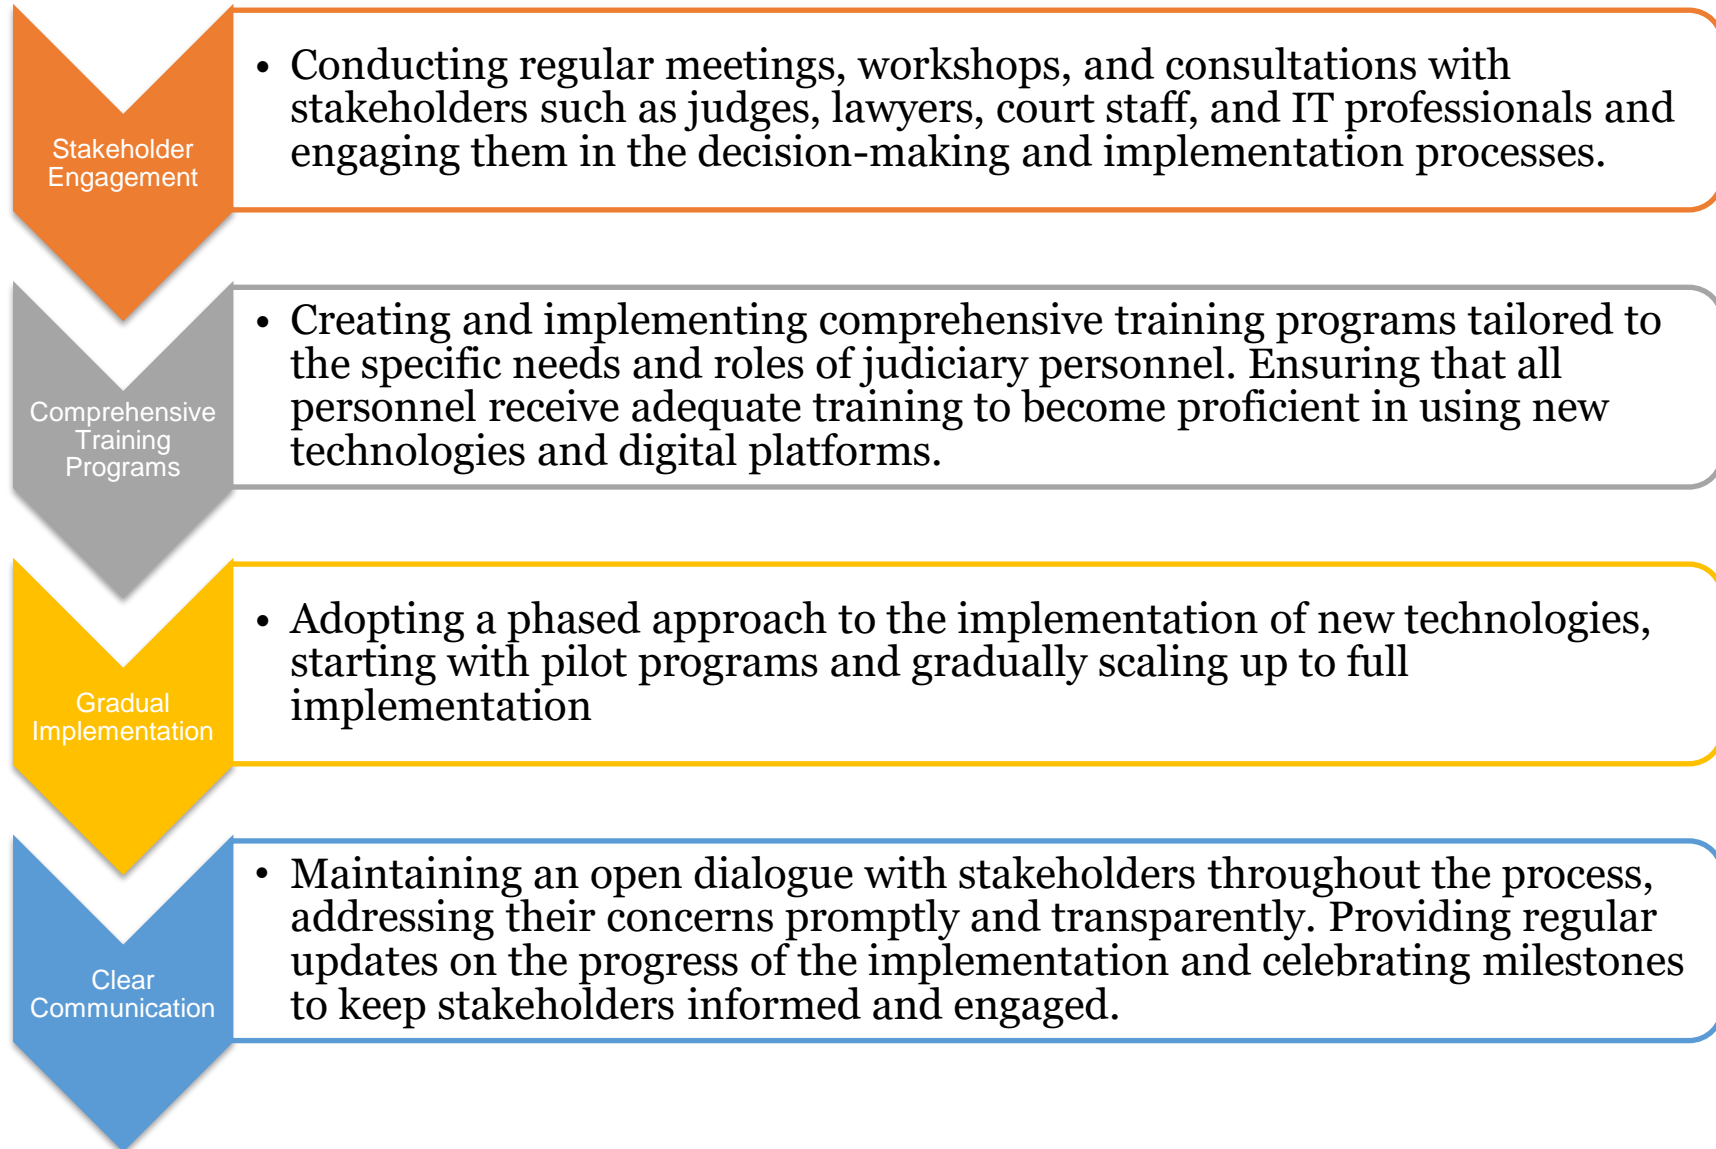 Stakeholder
Engagement
• Conducting regular meetings, workshops, and consultations with
stakeholders such as judges, lawyers, court staff, and IT professionals and
engaging them in the decision-making and implementation processes.
Comprehensive
Training
Programs
• Creating and implementing comprehensive training programs tailored to
the specific needs and roles of judiciary personnel. Ensuring that all
personnel receive adequate training to become proficient in using new
technologies and digital platforms.
Gradual
Implementation
• Adopting a phased approach to the implementation of new technologies,
starting with pilot programs and gradually scaling up to full
implementation
Clear
Communication
• Maintaining an open dialogue with stakeholders throughout the process,
addressing their concerns promptly and transparently. Providing regular
updates on the progress of the implementation and celebrating milestones
to keep stakeholders informed and engaged.